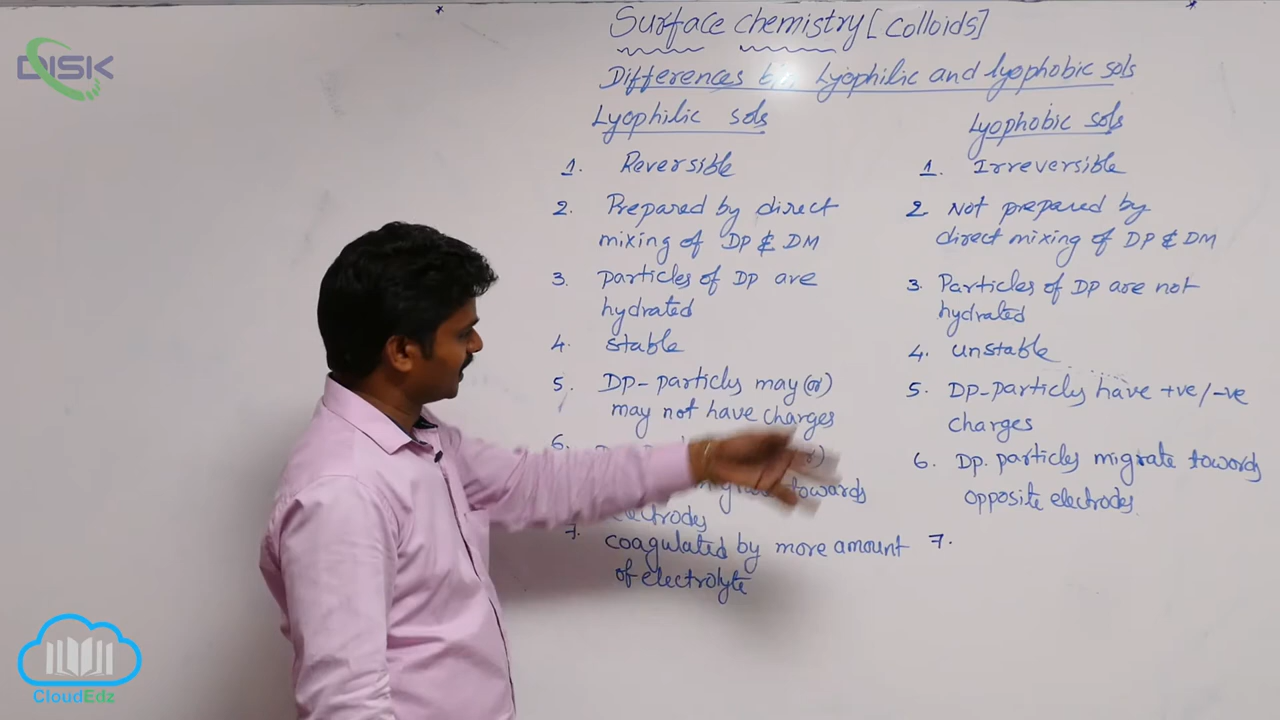 DISK
Surface chemistry [colloids]
Differences b/n Lyophilic and lyophobic sols
Lyophilic sols
1. Reversible
2. Prepared by direct
mixing of DP & DM
3. particles of DP are
hydrated
4. stable
5. DP-particles may (or)
may not have charges
6.
migrate towards
electrodes
7. coagulated by more amount
of electrolyte
Lyophobic sols
1. Irreversible
2 Not prepared by
direct mixing of DP & DM
3. Particles of DP are not
hydrated
4. unstable
5. DP-particles have +ve/-ve
charges
6. DP. particles migrate towards
opposite electrodes.
7.
CloudEdz